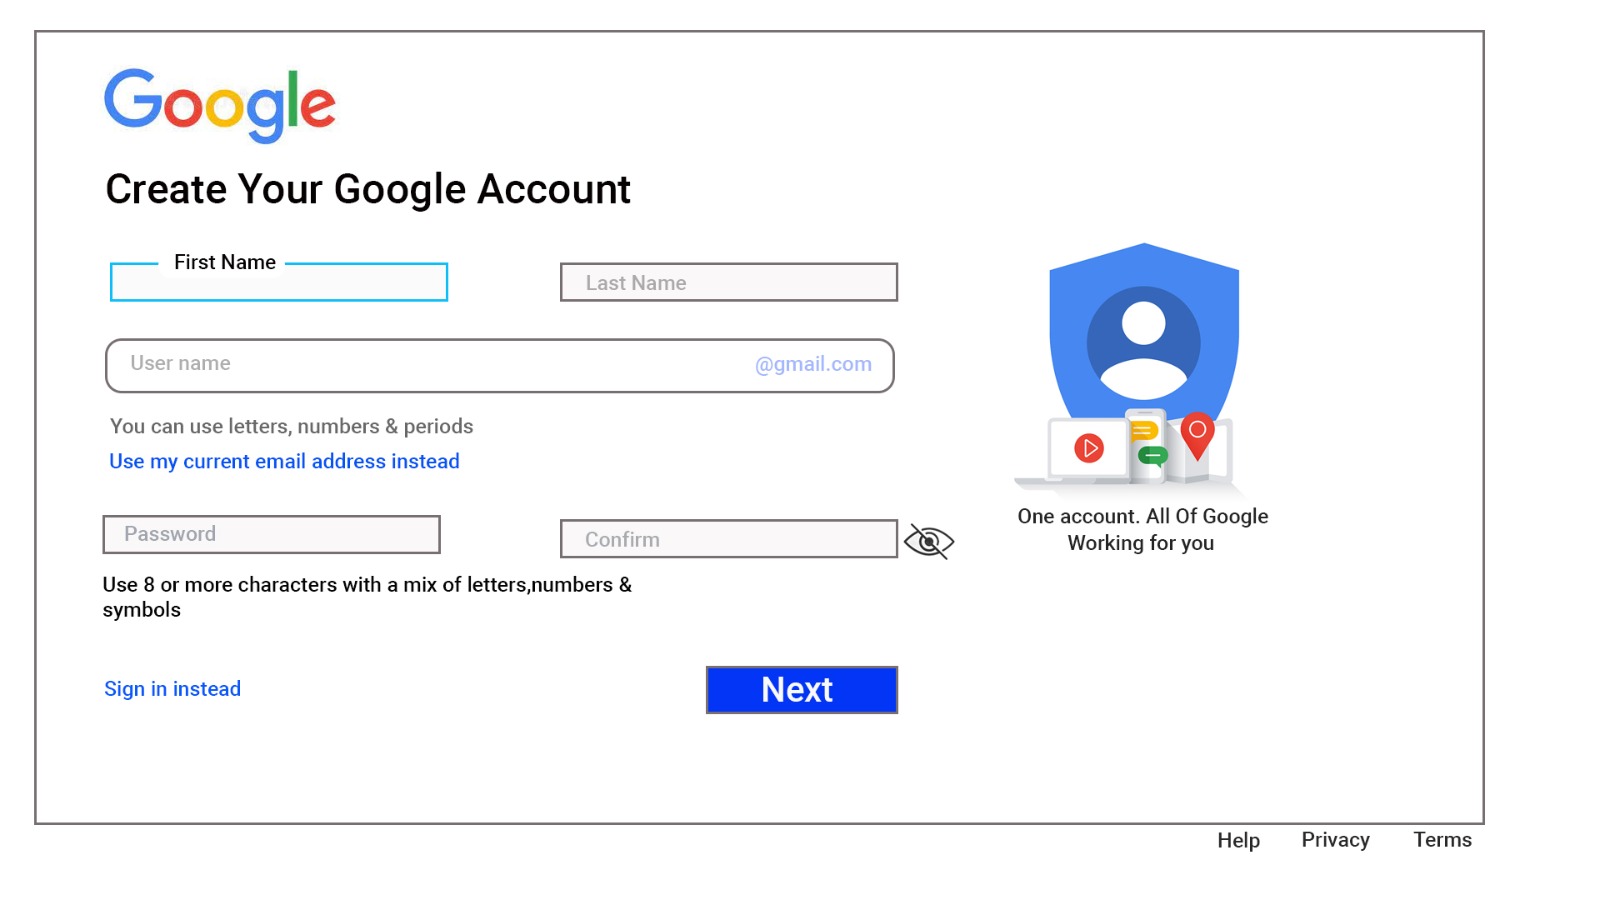 Google
Create Your Google Account
First Name
Last Name
User name
@gmail.com
You can use letters, numbers & periods
Use my current email address instead
Password
Confirm
Use 8 or more characters with a mix of letters,numbers &
symbols
Sign in instead
Next
One account. All Of Google
Working for you
Help
Privacy
Terms